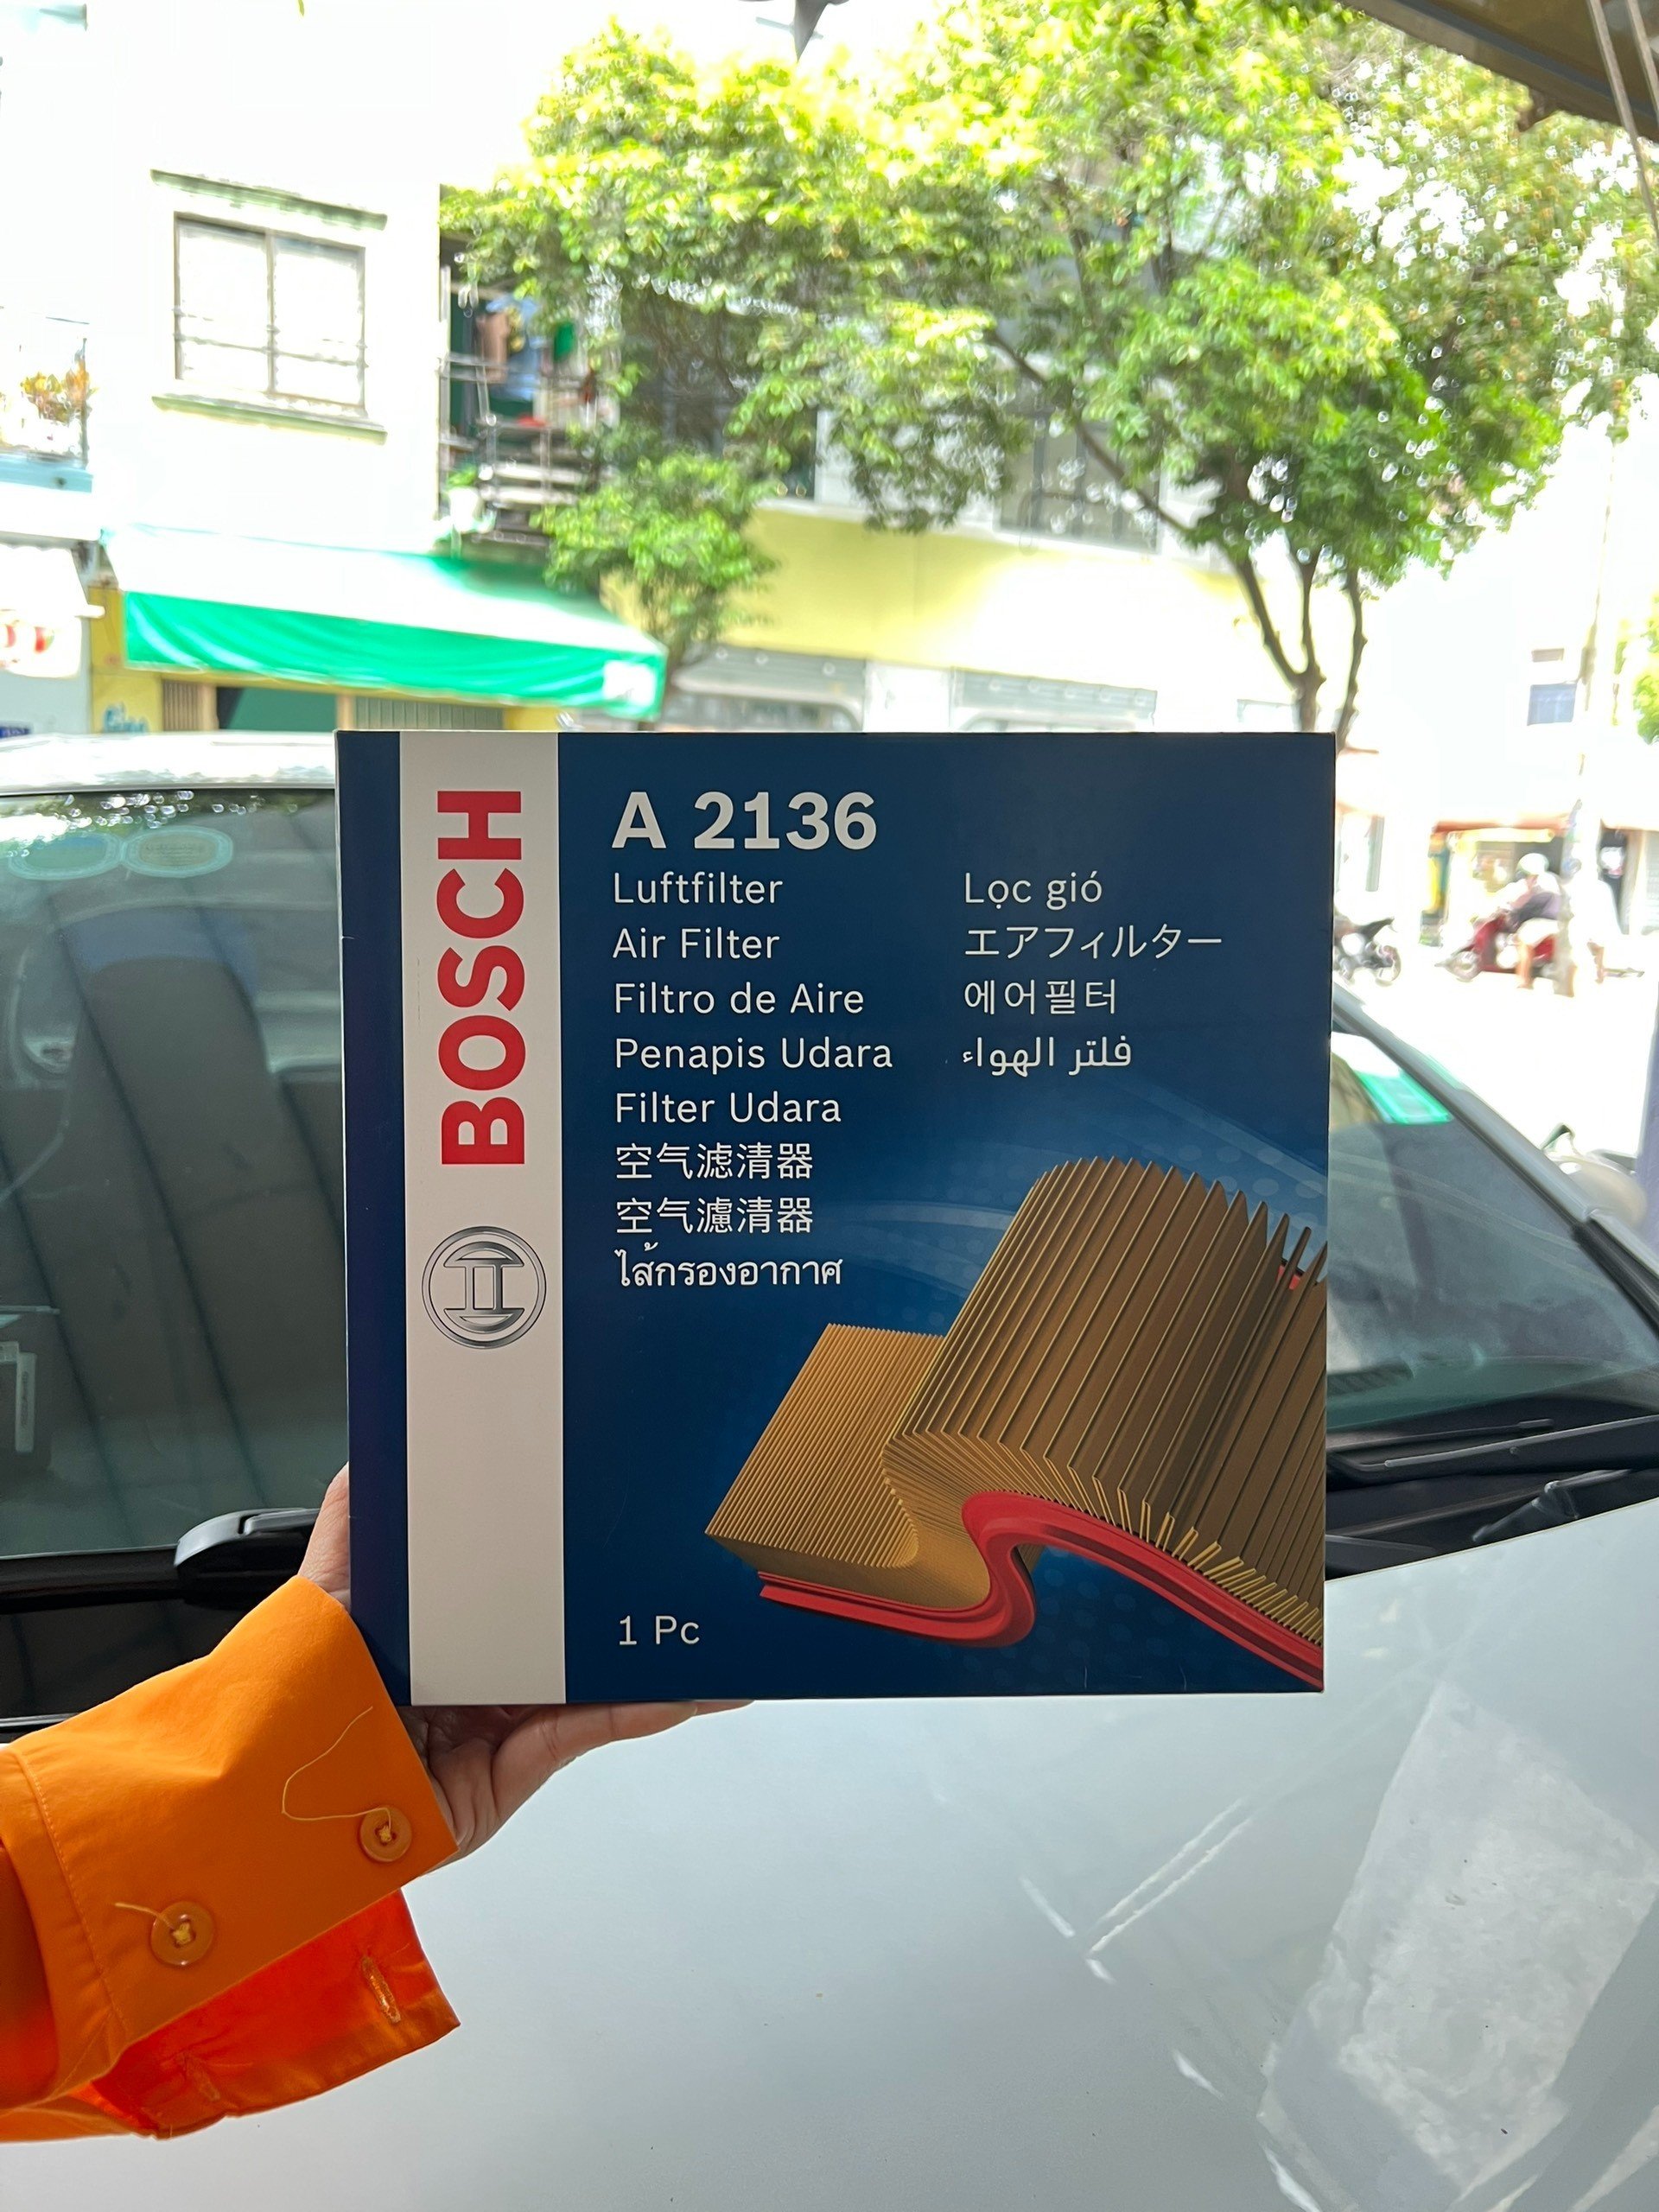 BOSCH
A 2136
Luftfilter
Air Filter
Filtro de Aire
Penapis Udara
Filter Udara
空气滤清器
空气濾清器
ไส้กรองอากาศ
Lọc gió
エアフィルター
에어필터
فلتر الهواء
1 Pc